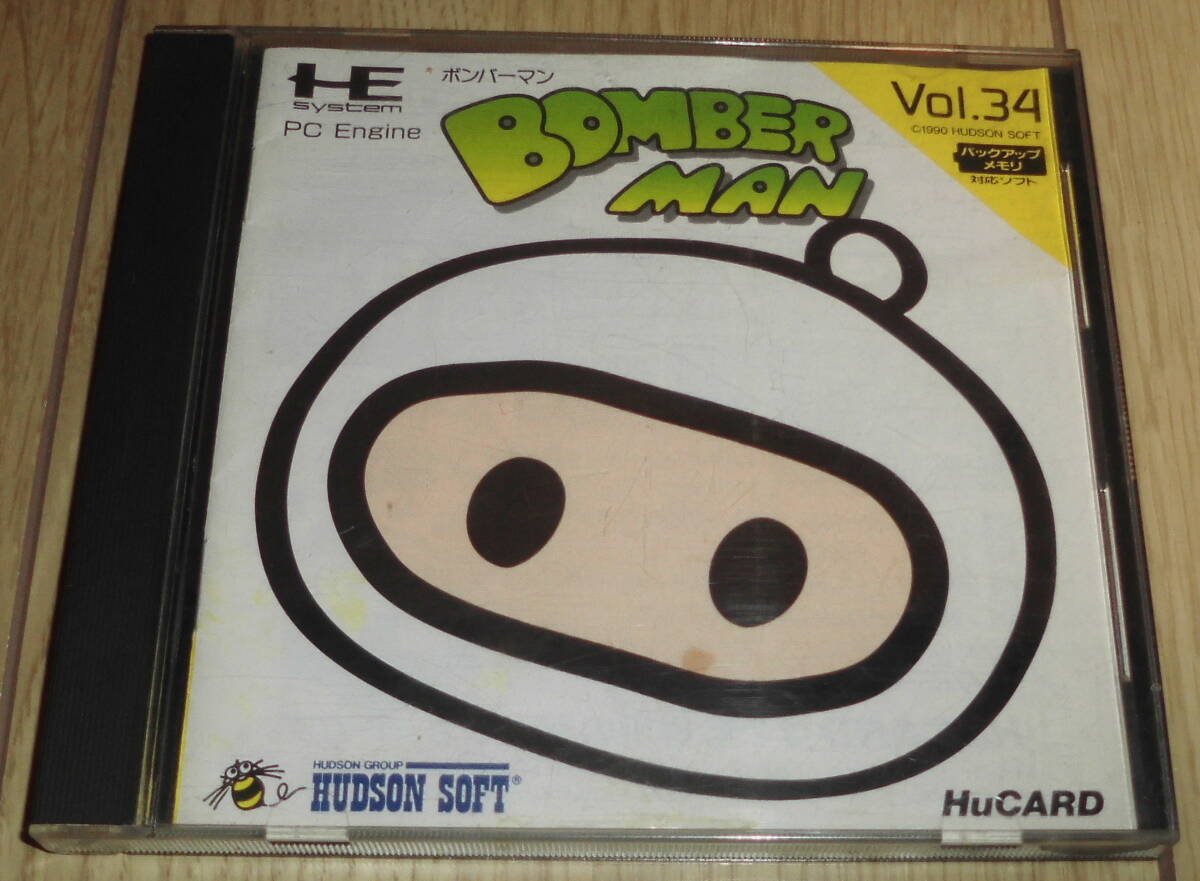 HE
system
PC Engine
ボンバーマン
BOMBER
MAN
Vol.34
©1990 HUDSON SOFT
バックアップ
メモリ
対応ソフト
HUDSON GROUP
HUDSON SOFT®
HuCARD